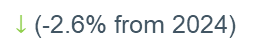 ↓ (-2.6% from 2024)